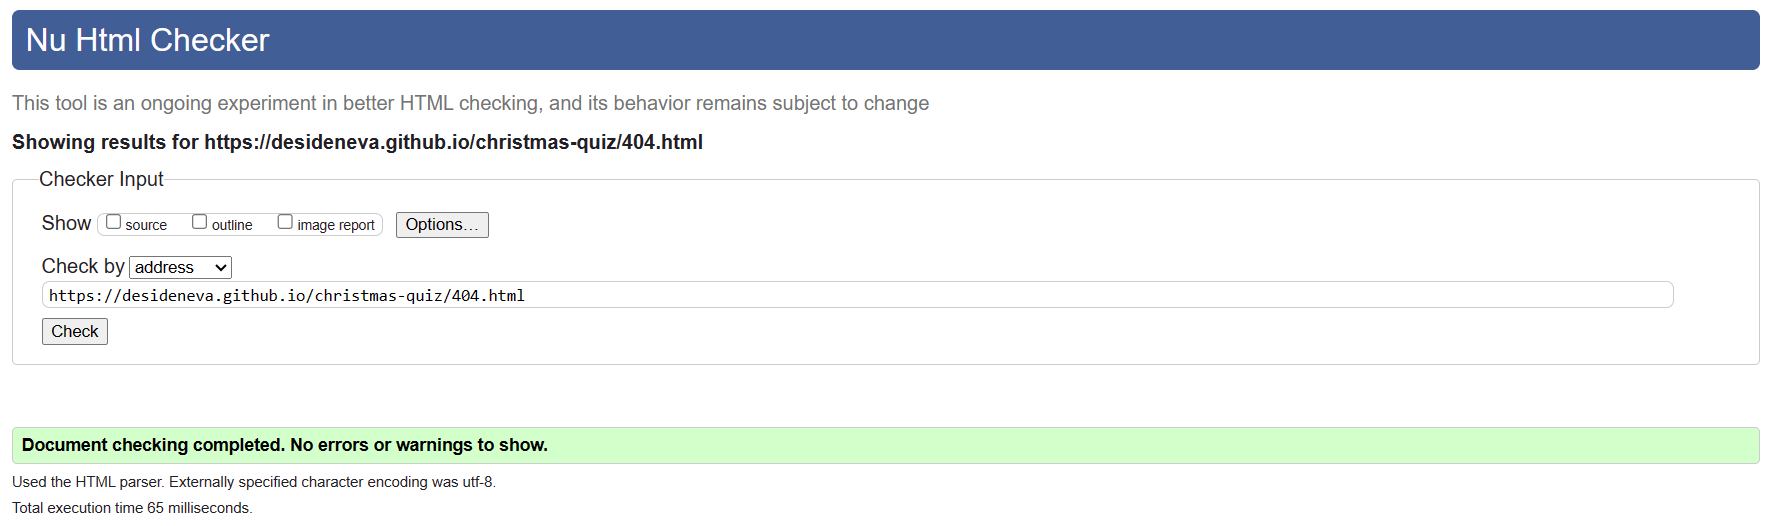 Nu Html Checker
This tool is an ongoing experiment in better HTML checking, and its behavior remains subject to change
Showing results for https://desideneva.github.io/christmas-quiz/404.html
Checker Input
Show source outline image report Options...
Check by address
https://desideneva.github.io/christmas-quiz/404.html
Check
Document checking completed. No errors or warnings to show.
Used the HTML parser. Externally specified character encoding was utf-8.
Total execution time 65 milliseconds.